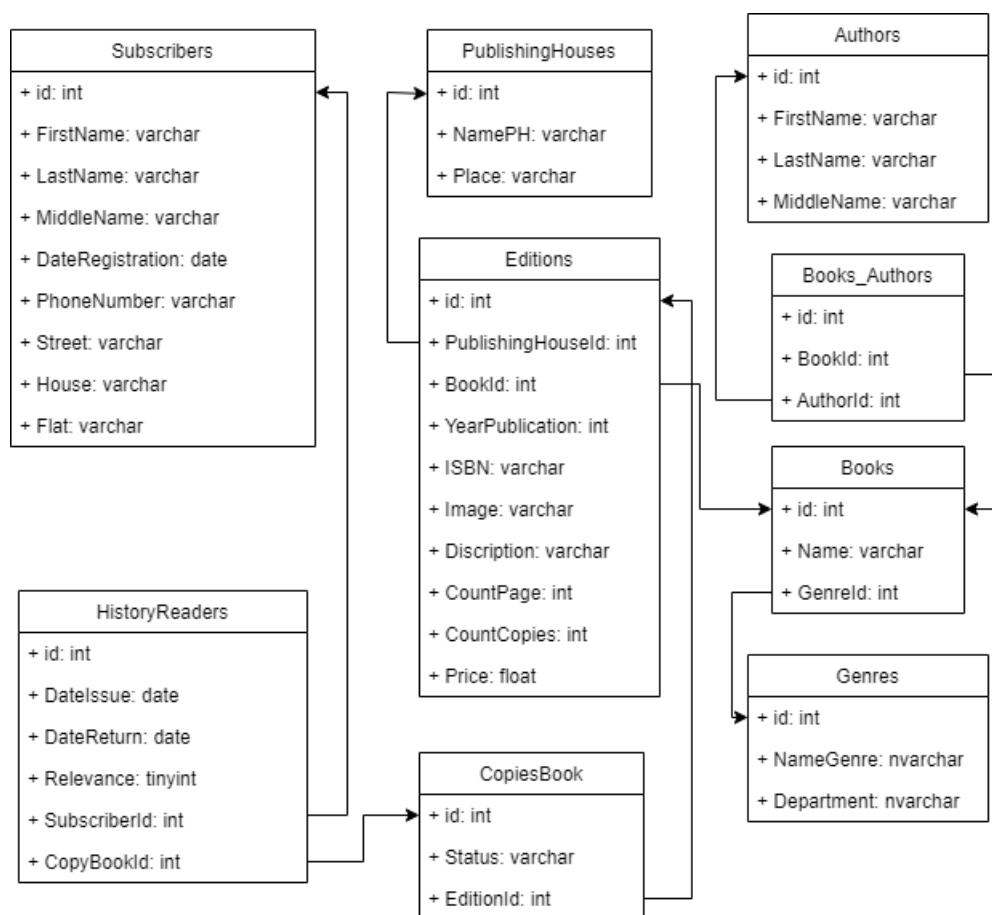 Subscribers
+ id: int
+ FirstName: varchar
+ LastName: varchar
+ MiddleName: varchar
+ DateRegistration: date
+ PhoneNumber: varchar
+ Street: varchar
+ House: varchar
+ Flat: varchar
PublishingHouses
+ id: int
+ NamePH: varchar
+ Place: varchar
Authors
+ id: int
+ FirstName: varchar
+ LastName: varchar
+ MiddleName: varchar
Editions
+ id: int
+ PublishingHouseId: int
+ BookId: int
+ YearPublication: int
+ ISBN: varchar
+ Image: varchar
+ Discription: varchar
+ CountPage: int
+ CountCopies: int
+ Price: float
Books_Authors
+ id: int
+ BookId: int
+ AuthorId: int
Books
+ id: int
+ Name: varchar
+ GenreId: int
HistoryReaders
+ id: int
+ DateIssue: date
+ DateReturn: date
+ Relevance: tinyint
+ SubscriberId: int
+ CopyBookId: int
CopiesBook
+ id: int
+ Status: varchar
+ EditionId: int
Genres
+ id: int
+ NameGenre: nvarchar
+ Department: nvarchar